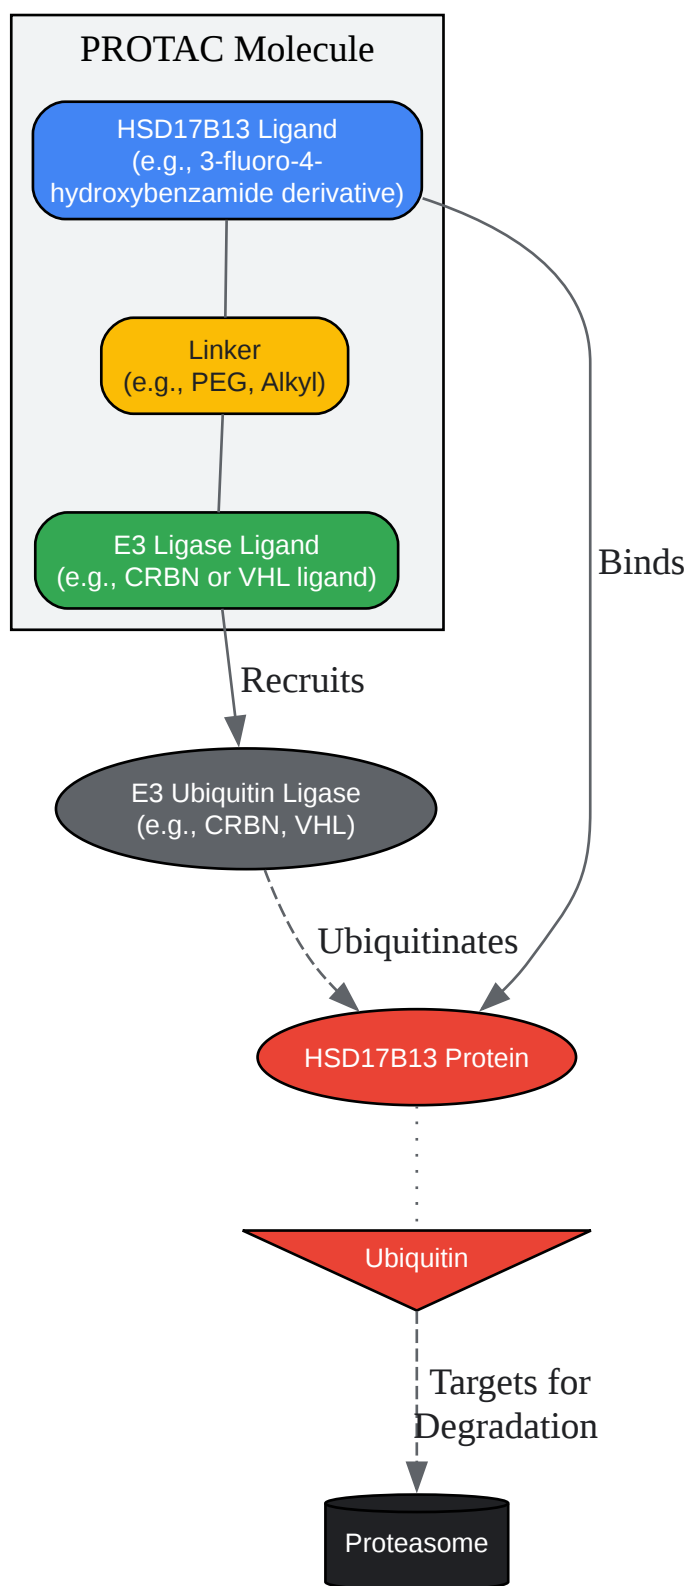 PROTAC Molecule
HSD17B13 Ligand
(e.g., 3-fluoro-4-
hydroxybenzamide derivative)
Linker
(e.g., PEG, Alkyl)
E3 Ligase Ligand
(e.g., CRBN or VHL ligand)
Binds
Recruits
E3 Ubiquitin Ligase
(e.g., CRBN, VHL)
Ubiquitinates
HSD17B13 Protein
Ubiquitin
Targets for
Degradation
Proteasome